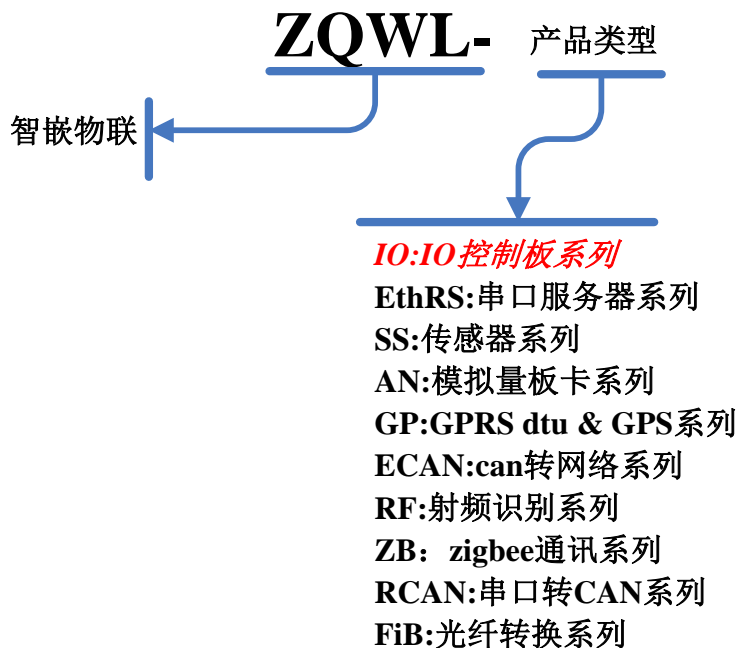 ZQWL- 产品类型
智嵌物联
IO:IO控制板系列
EthRS:串口服务器系列
SS:传感器系列
AN:模拟量板卡系列
GP:GPRS dtu & GPS系列
ECAN:can转网络系列
RF:射频识别系列
ZB：zigbee通讯系列
RCAN:串口转CAN系列
FiB:光纤转换系列